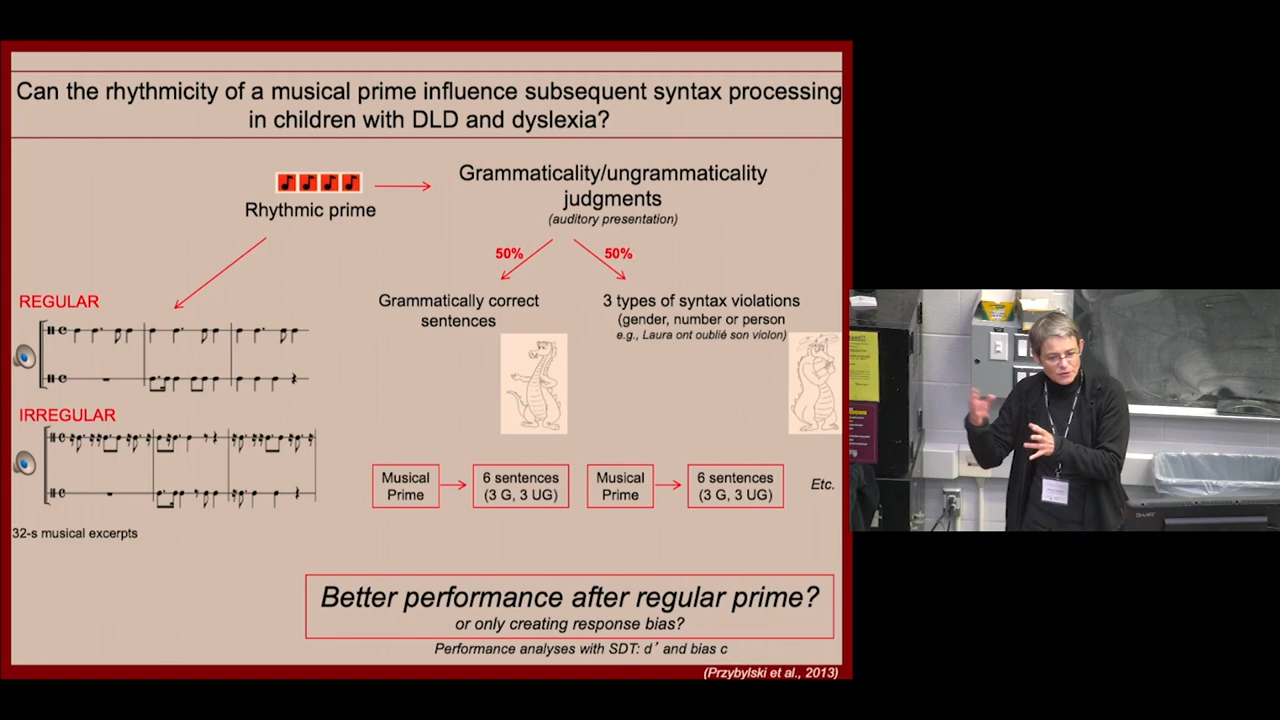 Can the rhythmicity of a musical prime influence subsequent syntax processing
in children with DLD and dyslexia?
Rhythmic prime
Grammaticality/ungrammaticality
judgments
(auditory presentation)
50%
50%
REGULAR
Grammatically correct
sentences
3 types of syntax violations
(gender, number or person
e.g., Laura ont oublié son violon)
IRREGULAR
Musical
Prime
6 sentences
(3 G, 3 UG)
Musical
Prime
6 sentences
(3 G, 3 UG)
Etc.
32-s musical excerpts
Better performance after regular prime?
or only creating response bias?
Performance analyses with SDT: d´ and bias c
(Przybylski et al., 2013)